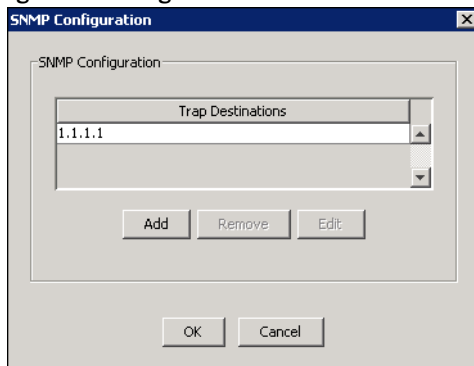 SNMP Configuration
SNMP Configuration
Trap Destinations
1.1.1.1
Add Remove Edit
OK Cancel